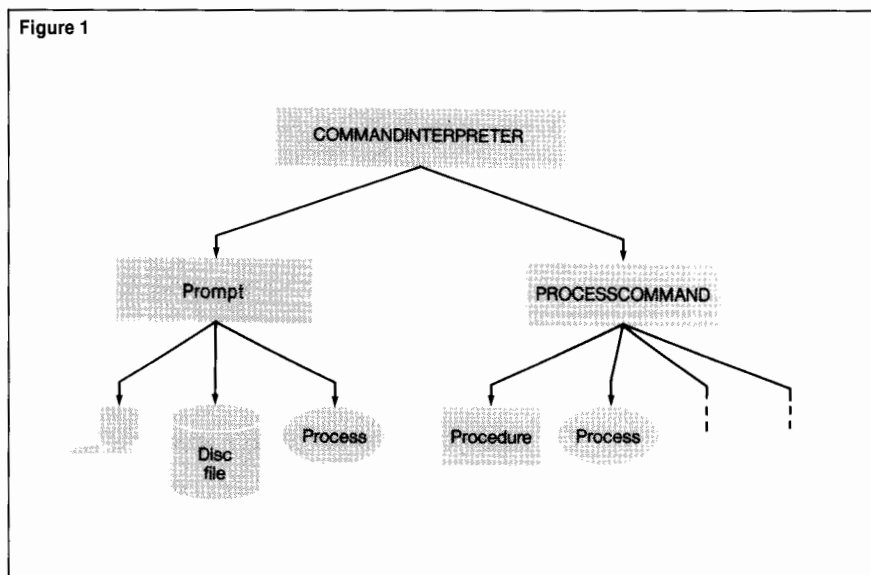 Figure 1
COMMANDINTERPRETER
Prompt
PROCESSCOMMAND
Disc
file
Process
Procedure
Process